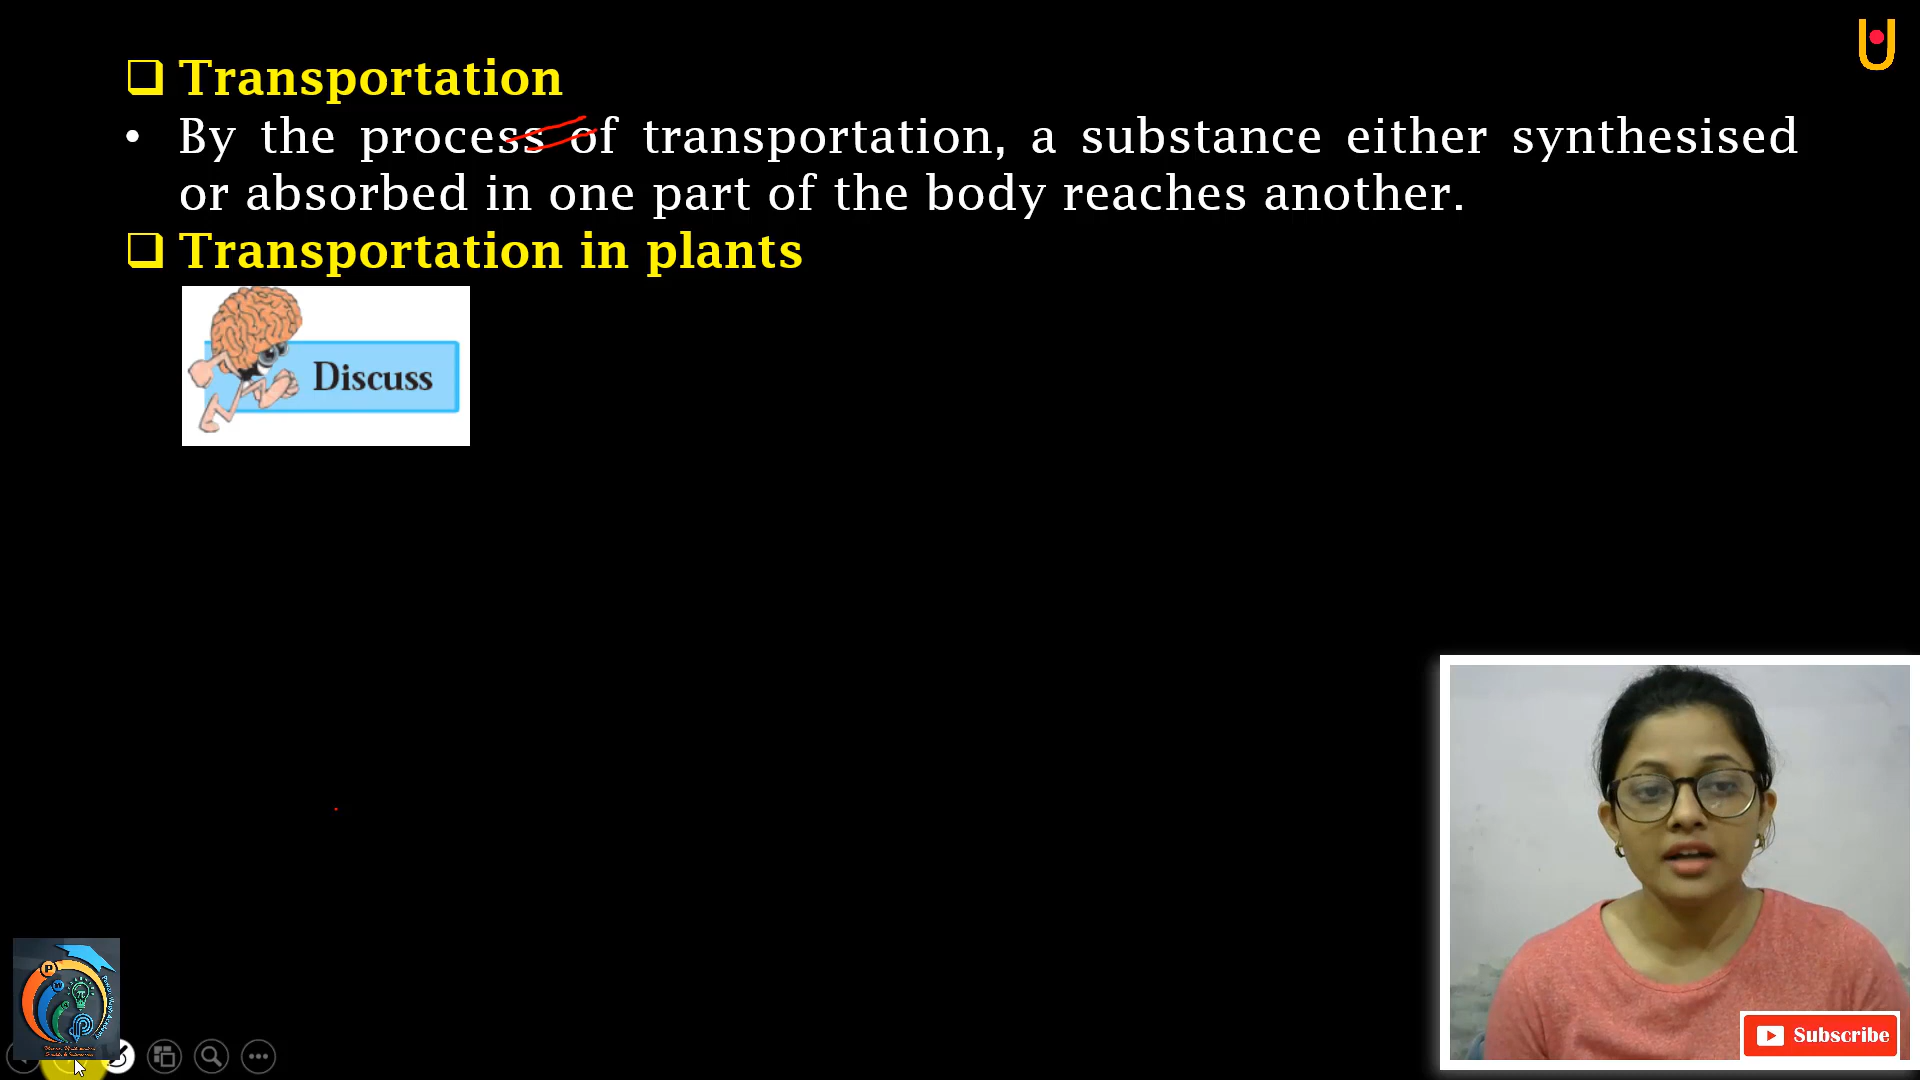 Transportation
• By the process of transportation, a substance either synthesised
or absorbed in one part of the body reaches another.
Transportation in plants
Discuss
Subscribe